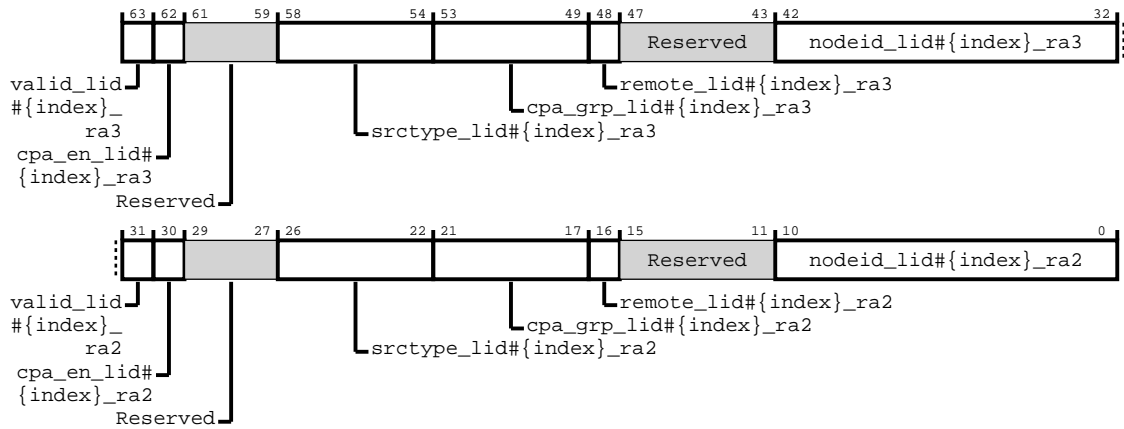 63 62 61 59 58 54 53 49 48 47 43 42 32
Reserved nodeid_lid#{index}_ra3
valid_lid
#{index}_
ra3
remote_lid#{index}_ra3
cpa_grp_lid#{index}_ra3
srctype_lid#{index}_ra3
cpa_en_lid#
{index}_ra3
Reserved
31 30 29 27 26 22 21 17 16 15 11 10 0
Reserved nodeid_lid#{index}_ra2
valid_lid
#{index}_
ra2
remote_lid#{index}_ra2
cpa_grp_lid#{index}_ra2
srctype_lid#{index}_ra2
cpa_en_lid#
{index}_ra2
Reserved